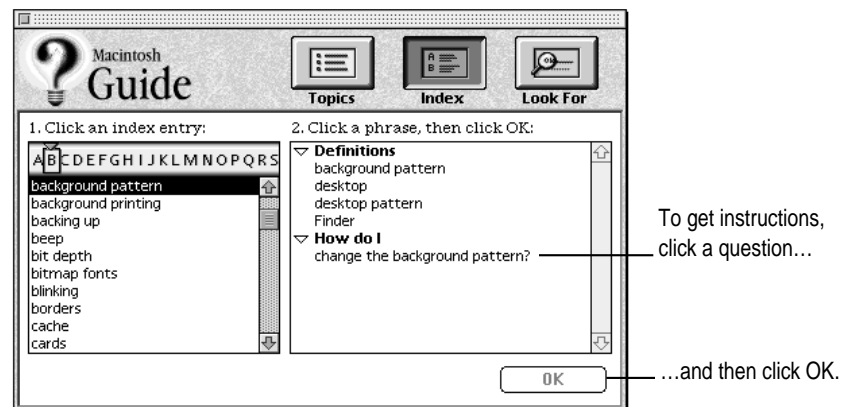 Macintosh
Guide
Topics
Index
Look For
1. Click an index entry:
2. Click a phrase, then click OK:
A B C D E F G H I J K L M N O P Q R S
background pattern
background printing
backing up
beep
bit depth
bitmap fonts
blinking
borders
cache
cards
Definitions
background pattern
desktop
desktop pattern
Finder
How do I
change the background pattern?
OK
To get instructions,
click a question…
…and then click OK.